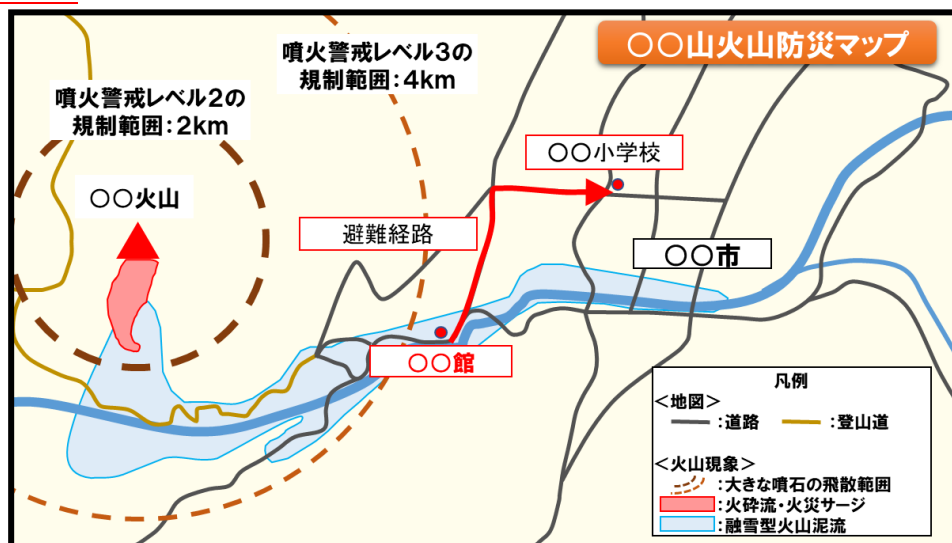 ○○山火山防災マップ
噴火警戒レベル3の
規制範囲:4km
噴火警戒レベル2の
規制範囲:2km
○○小学校
○○火山
避難経路
○○市
○○館
凡例
<地図>
:道路
:登山道
<火山現象>
:大きな噴石の飛散範囲
:火砕流・火災サージ
:融雪型火山泥流